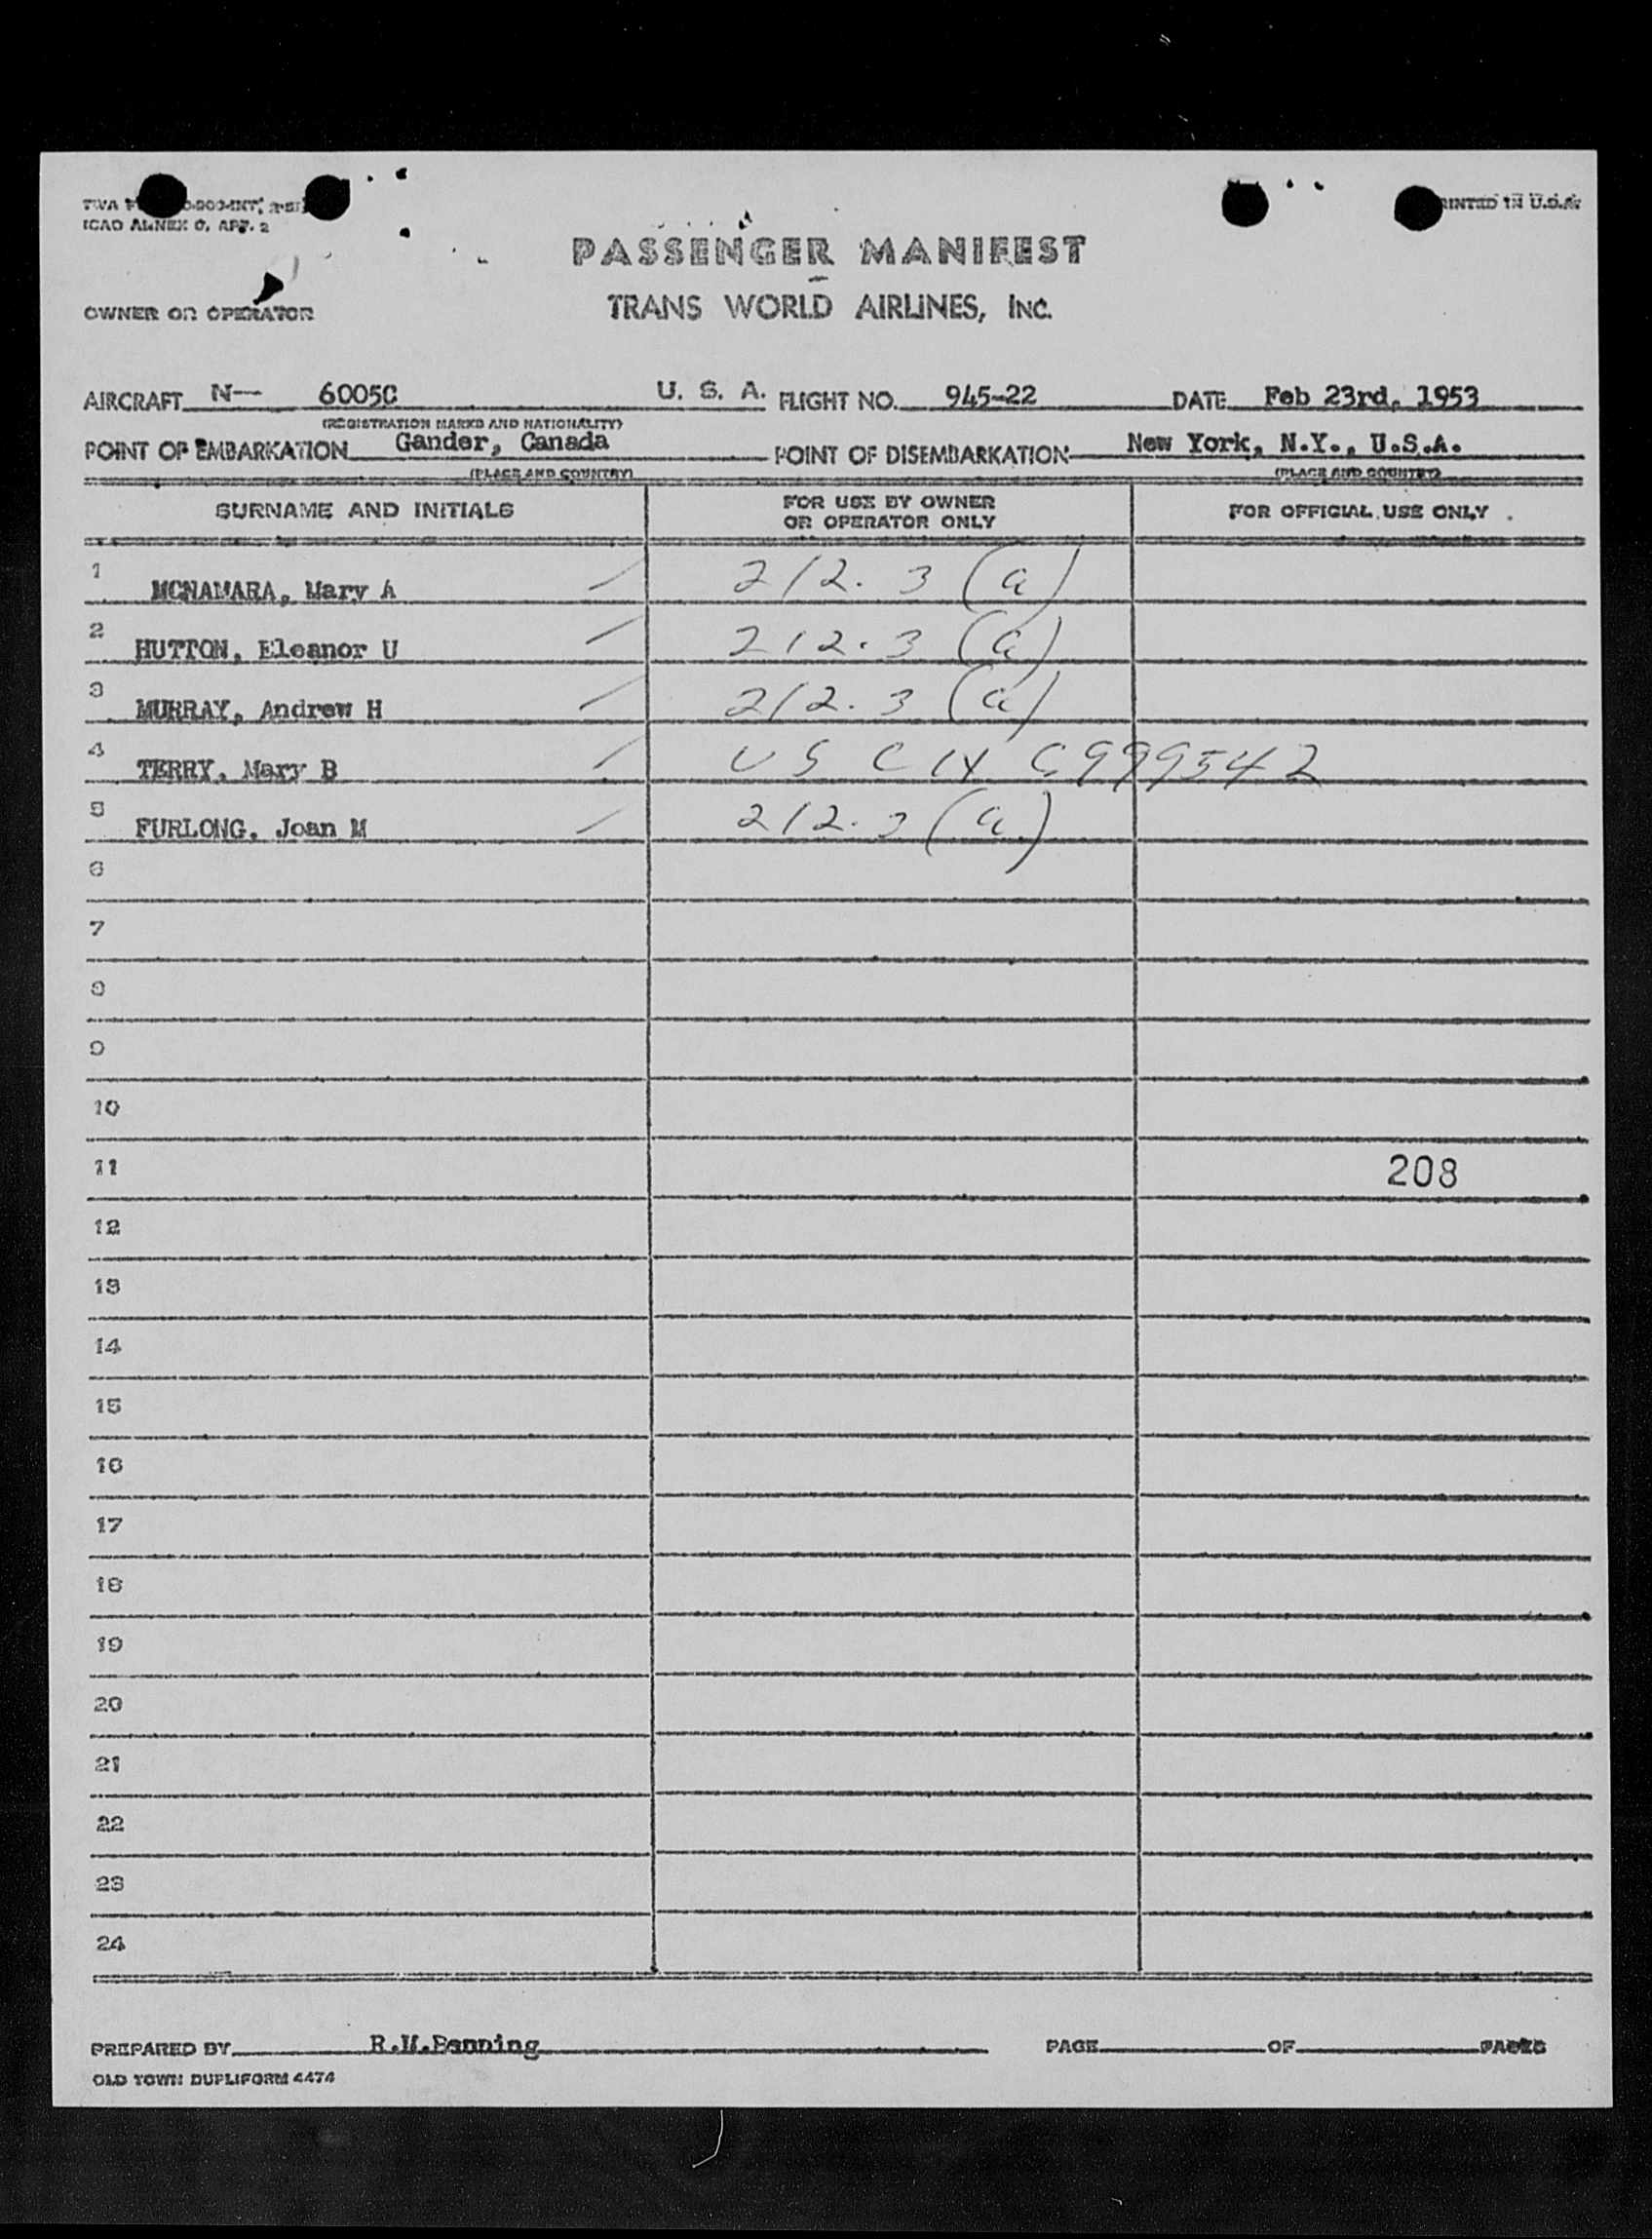 ICAO ANNEX 9, APP. 2
PRINTED IN U.S.A.
PASSENGER MANIFEST
OWNER OR OPERATOR TRANS WORLD AIRLINES, INC.
AIRCRAFT N— 6005C U. S. A. FLIGHT NO. 945-22 DATE Feb 23rd, 1953
(REGISTRATION MARKS AND NATIONALITY)
POINT OF EMBARKATION Gander, Canada POINT OF DISEMBARKATION New York, N.Y., U.S.A.
(PLACE AND COUNTRY) (PLACE AND COUNTRY)
SURNAME AND INITIALS FOR USE BY OWNER OR OPERATOR ONLY FOR OFFICIAL USE ONLY
1 MCNAMARA, Mary A 212.3 (a)
2 HUTTON, Eleanor U 212.3 (a)
3 MURRAY, Andrew H 212.3 (a)
4 TERRY, Mary B
5 FURLONG, Joan M 212.3 (a)
6
7
8
9
10
11 208
12
13
14
15
16
17
18
19
20
21
22
23
24
PREPARED BY R.M.Benning PAGE OF PAGES
OLD TOWN DUPLIFORM 4474